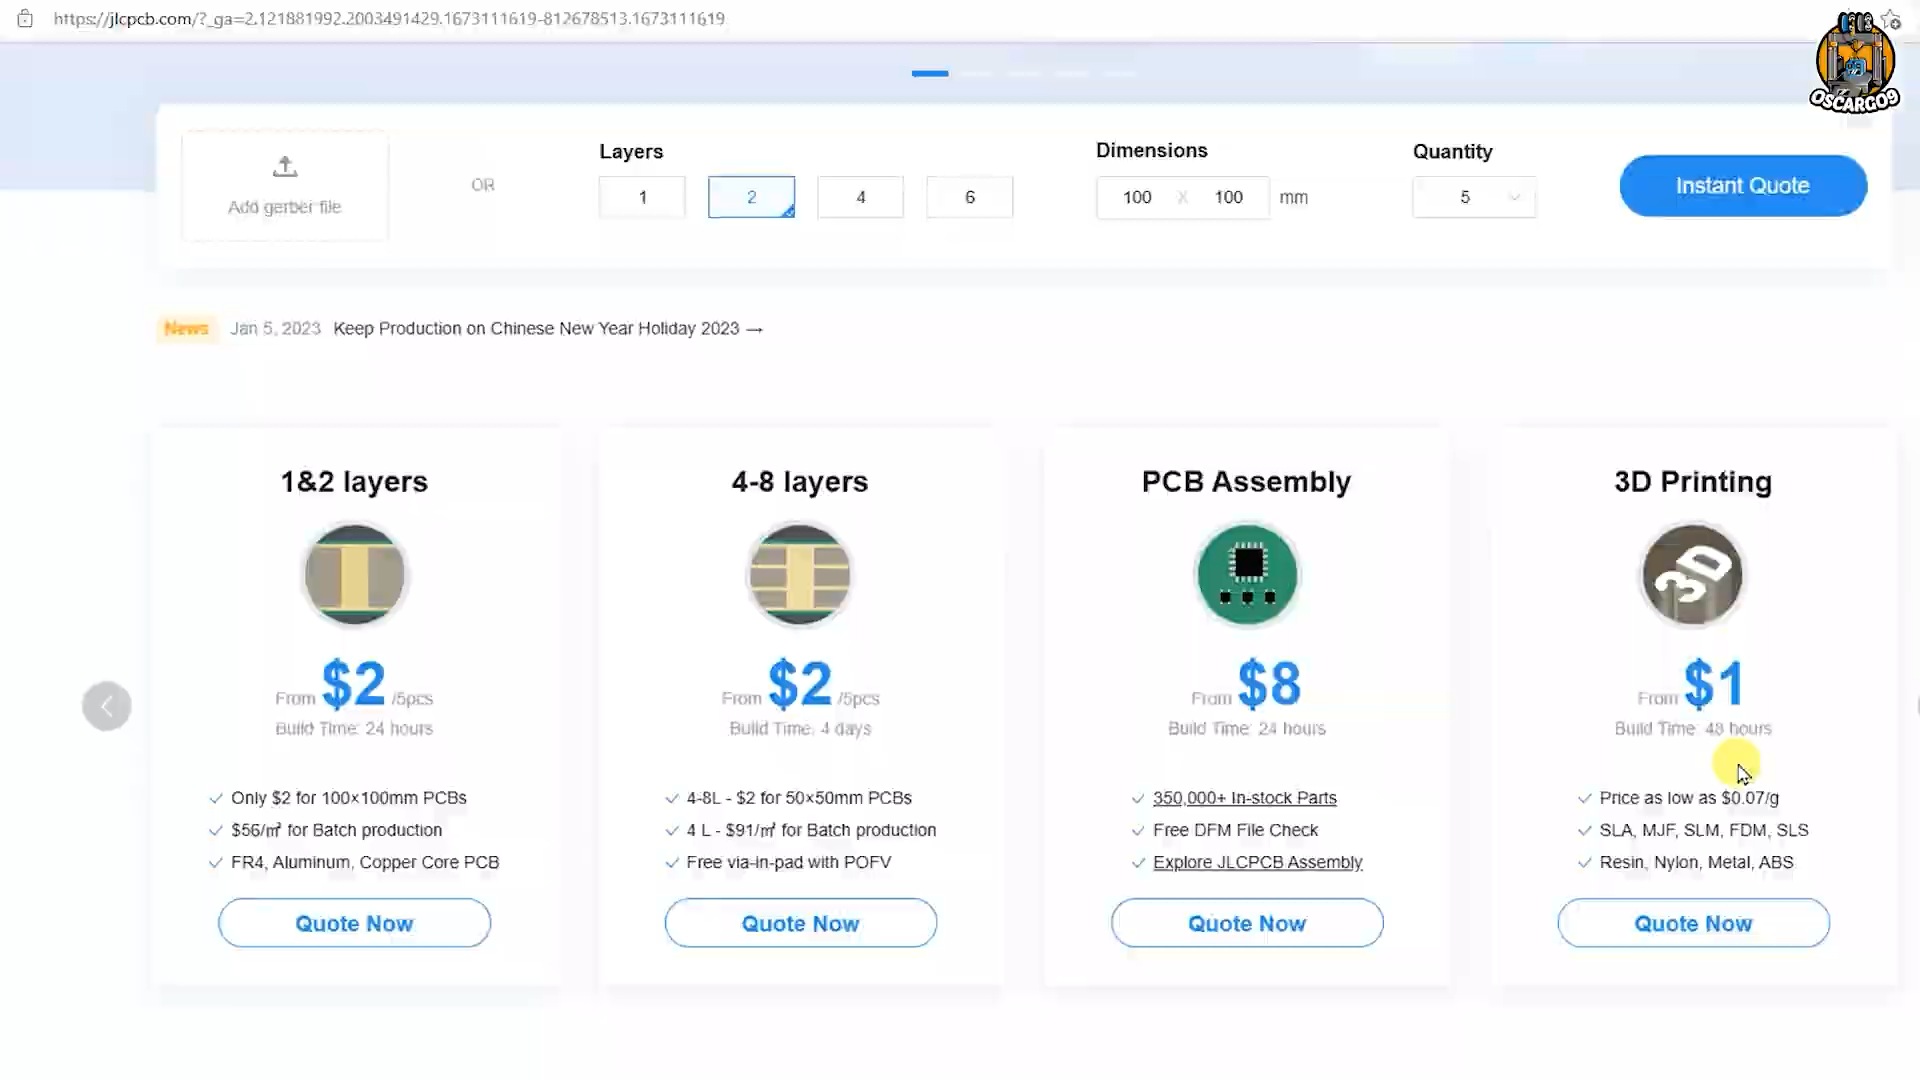 https://jlcpcb.com/?_ga=2.121881992.2003491429.1673111619-812678513.1673111619
OSCARGO9
Layers
Dimensions
Quantity
Add gerber file
OR
1
2
4
6
100 X 100 mm
5
Instant Quote
News Jan 5, 2023 Keep Production on Chinese New Year Holiday 2023 →
1&2 layers
From $2 /5pcs
Build Time: 24 hours
Only $2 for 100×100mm PCBs
$56/㎡ for Batch production
FR4, Aluminum, Copper Core PCB
Quote Now
4-8 layers
From $2 /5pcs
Build Time: 4 days
4-8L - $2 for 50×50mm PCBs
4 L - $91/㎡ for Batch production
Free via-in-pad with POFV
Quote Now
PCB Assembly
From $8
Build Time: 24 hours
350,000+ In-stock Parts
Free DFM File Check
Explore JLCPCB Assembly
Quote Now
3D Printing
3D
From $1
Build Time: 48 hours
Price as low as $0.07/g
SLA, MJF, SLM, FDM, SLS
Resin, Nylon, Metal, ABS
Quote Now